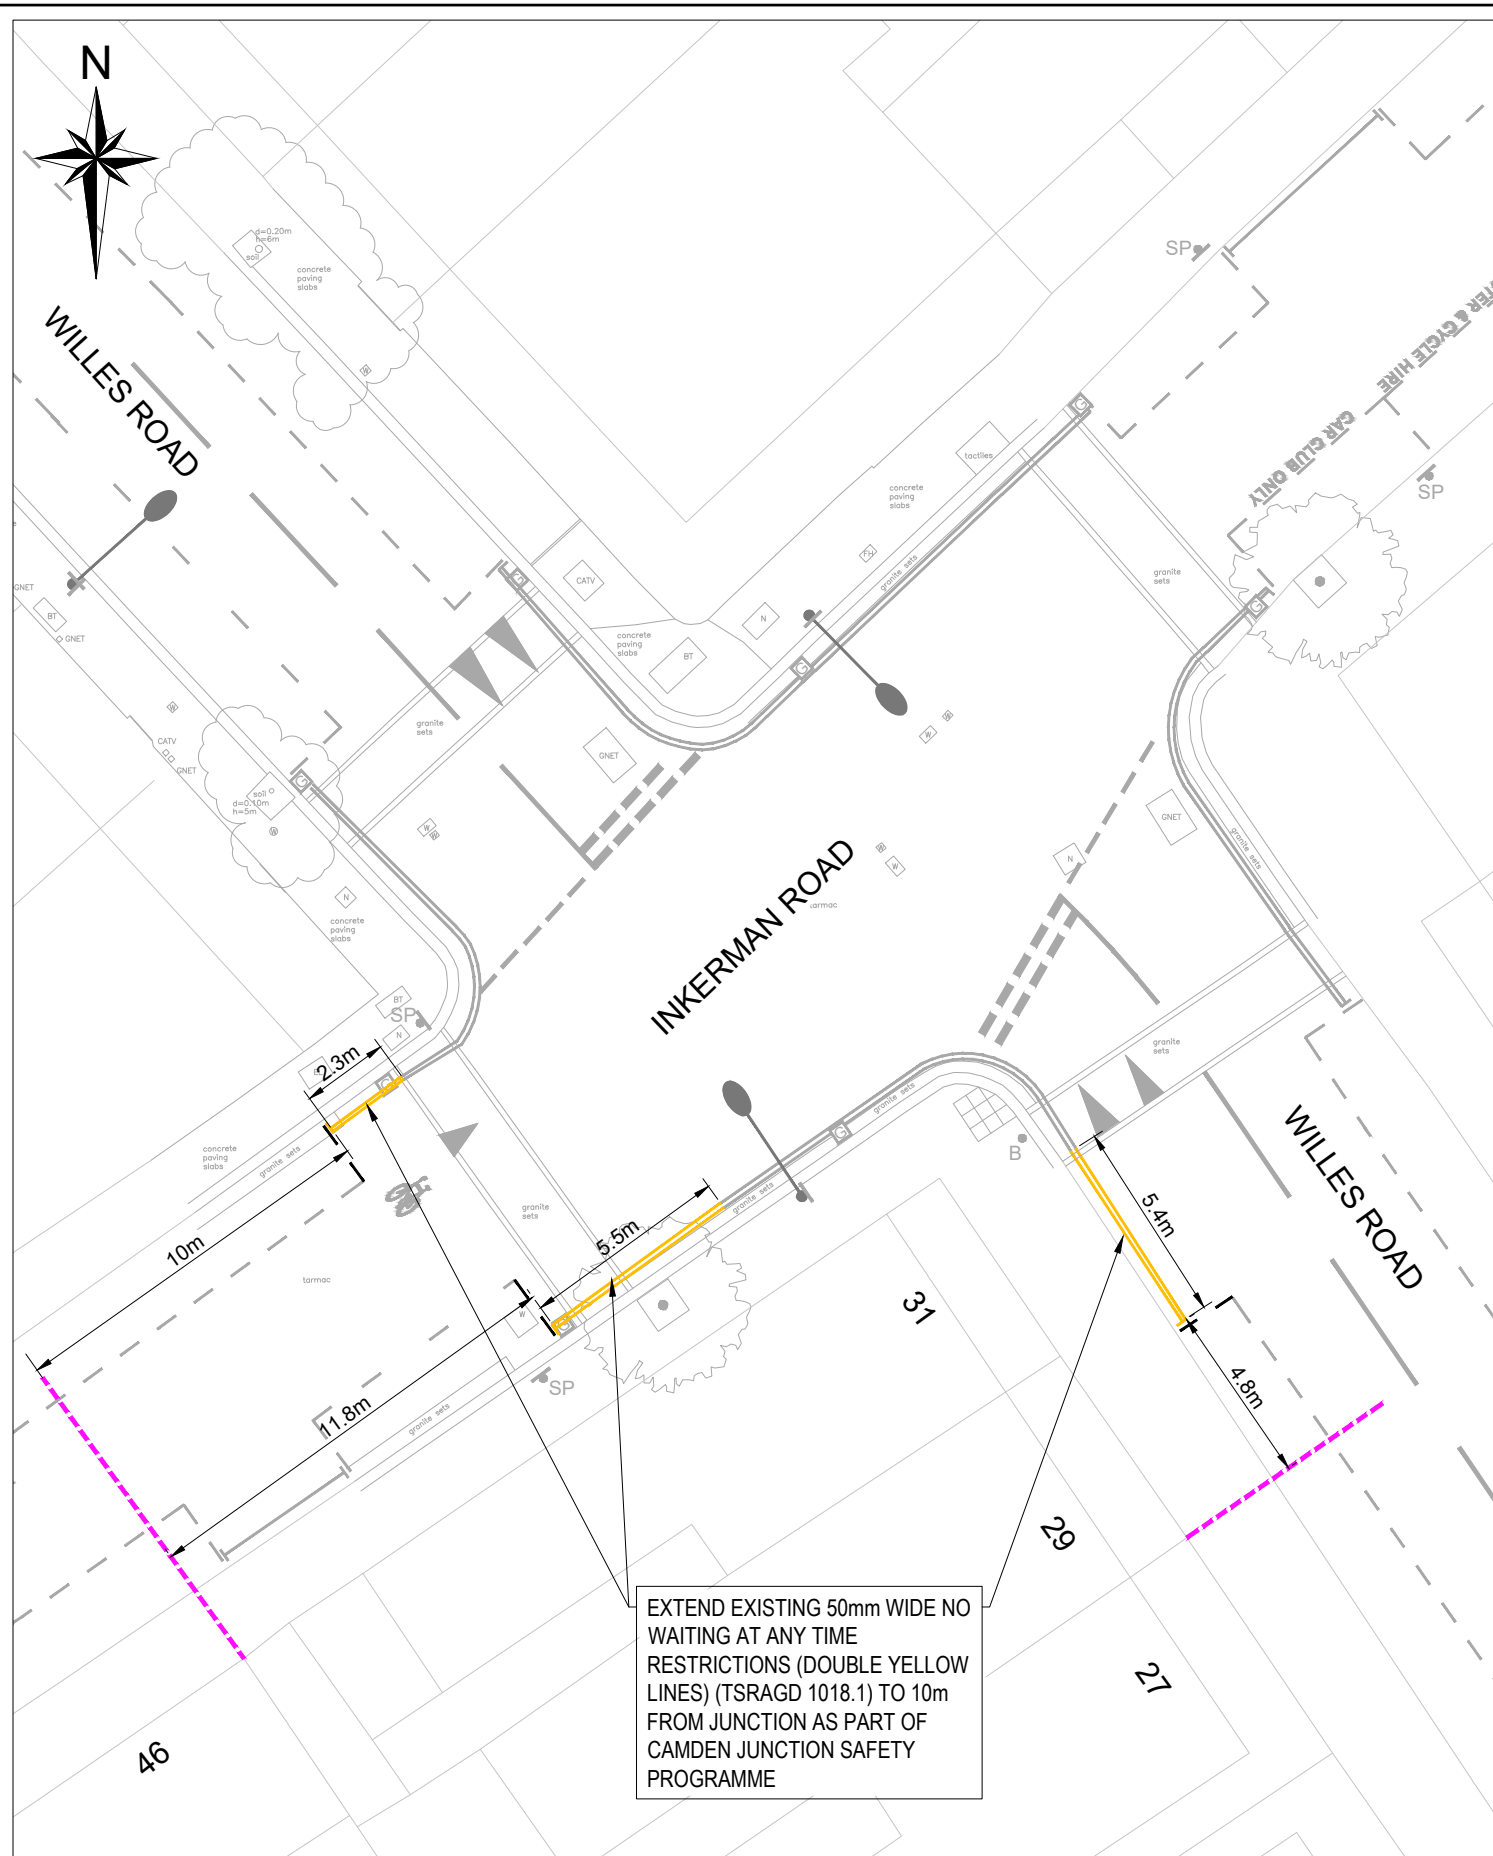 N
d=0.20m
h=6m
soil
concrete
paving
slabs
WILLES ROAD
W
SP
CAR CLUB ONLY
& CYCLE HIRE
SP
G
tactiles
concrete
paving
slabs
FH
granite sets
granite
sets
G
GNET
BT
GNET
G
CATV
concrete
paving
slabs
BT
N
G
W
CATV
GNET
granite
sets
GNET
W
W
soil
d=0.10m
h=5m
W
G
W
W
N
concrete
paving
slabs
GNET
granite sets
N
W
W
INKERMAN ROAD
tarmac
BT
SP
N
2.3m
G
concrete
paving
slabs
granite sets
10m
tarmac
granite
sets
5.5m
granite sets
G
granite sets
B
granite
sets
WILLES ROAD
5.4m
4.8m
W
G
SP
11.8m
granite sets
31
29
27
46
EXTEND EXISTING 50mm WIDE NO
WAITING AT ANY TIME
RESTRICTIONS (DOUBLE YELLOW
LINES) (TSRAGD 1018.1) TO 10m
FROM JUNCTION AS PART OF
CAMDEN JUNCTION SAFETY
PROGRAMME